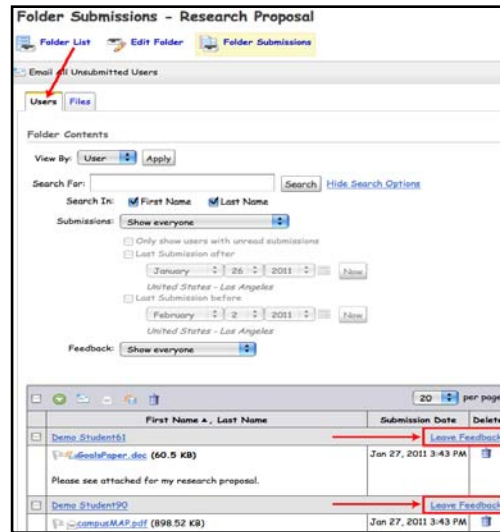 Folder Submissions - Research Proposal
Folder List Edit Folder Folder Submissions
Email All Unsubmitted Users
Users Files
Folder Contents
View By: User Apply
Search For: Search Hide Search Options
Search In: First Name Last Name
Submissions: Show everyone
Only show users with unread submissions
Last Submission after
January 26 2011 Now
United States - Los Angeles
Last Submission before
February 2 2011 Now
United States - Los Angeles
Feedback: Show everyone
20 per page
First Name, Last Name Submission Date Delete
Demo Student61 Leave Feedback
GoalsPaper.doc (60.5 KB) Jan 27, 2011 3:43 PM
Please see attached for my research proposal.
Demo Student90 Leave Feedback
campusMAP.pdf (898.52 KB) Jan 27, 2011 3:43 PM